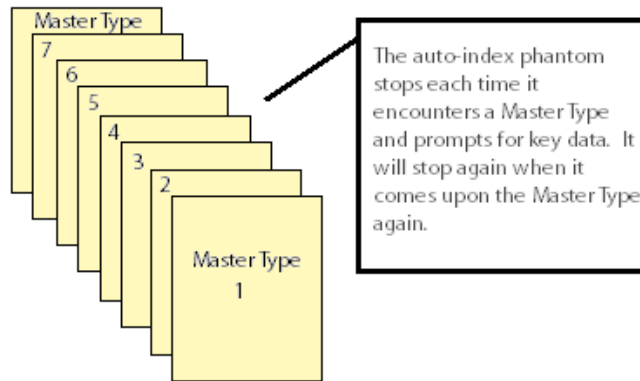 Master Type
7
6
5
4
3
2
Master Type
1
The auto-index phantom
stops each time it
encounters a Master Type
and prompts for key data. It
will stop again when it
comes upon the Master Type
again.